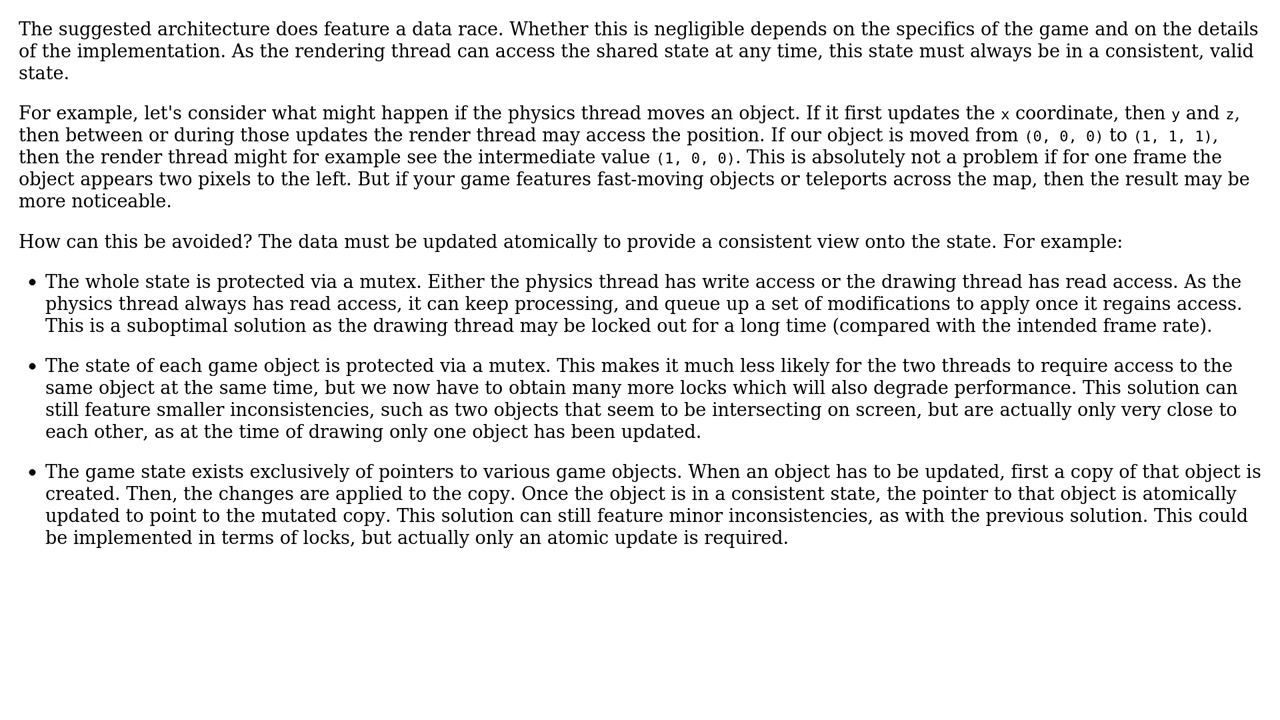 The suggested architecture does feature a data race. Whether this is negligible depends on the specifics of the game and on the details
of the implementation. As the rendering thread can access the shared state at any time, this state must always be in a consistent, valid
state.
For example, let's consider what might happen if the physics thread moves an object. If it first updates the x coordinate, then y and z,
then between or during those updates the render thread may access the position. If our object is moved from (0, 0, 0) to (1, 1, 1),
then the render thread might for example see the intermediate value (1, 0, 0). This is absolutely not a problem if for one frame the
object appears two pixels to the left. But if your game features fast-moving objects or teleports across the map, then the result may be
more noticeable.
How can this be avoided? The data must be updated atomically to provide a consistent view onto the state. For example:
• The whole state is protected via a mutex. Either the physics thread has write access or the drawing thread has read access. As the
physics thread always has read access, it can keep processing, and queue up a set of modifications to apply once it regains access.
This is a suboptimal solution as the drawing thread may be locked out for a long time (compared with the intended frame rate).
• The state of each game object is protected via a mutex. This makes it much less likely for the two threads to require access to the
same object at the same time, but we now have to obtain many more locks which will also degrade performance. This solution can
still feature smaller inconsistencies, such as two objects that seem to be intersecting on screen, but are actually only very close to
each other, as at the time of drawing only one object has been updated.
• The game state exists exclusively of pointers to various game objects. When an object has to be updated, first a copy of that object is
created. Then, the changes are applied to the copy. Once the object is in a consistent state, the pointer to that object is atomically
updated to point to the mutated copy. This solution can still feature minor inconsistencies, as with the previous solution. This could
be implemented in terms of locks, but actually only an atomic update is required.